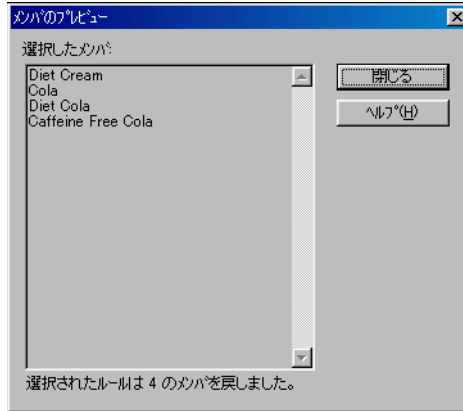 ﾒﾝﾊﾞのﾌﾟﾚﾋﾞｭｰ
選択したﾒﾝﾊﾞ:
Diet Cream
Cola
Diet Cola
Caffeine Free Cola
閉じる
ﾍﾙﾌﾟ(H)
選択されたﾙｰﾙは 4 のﾒﾝﾊﾞを戻しました。